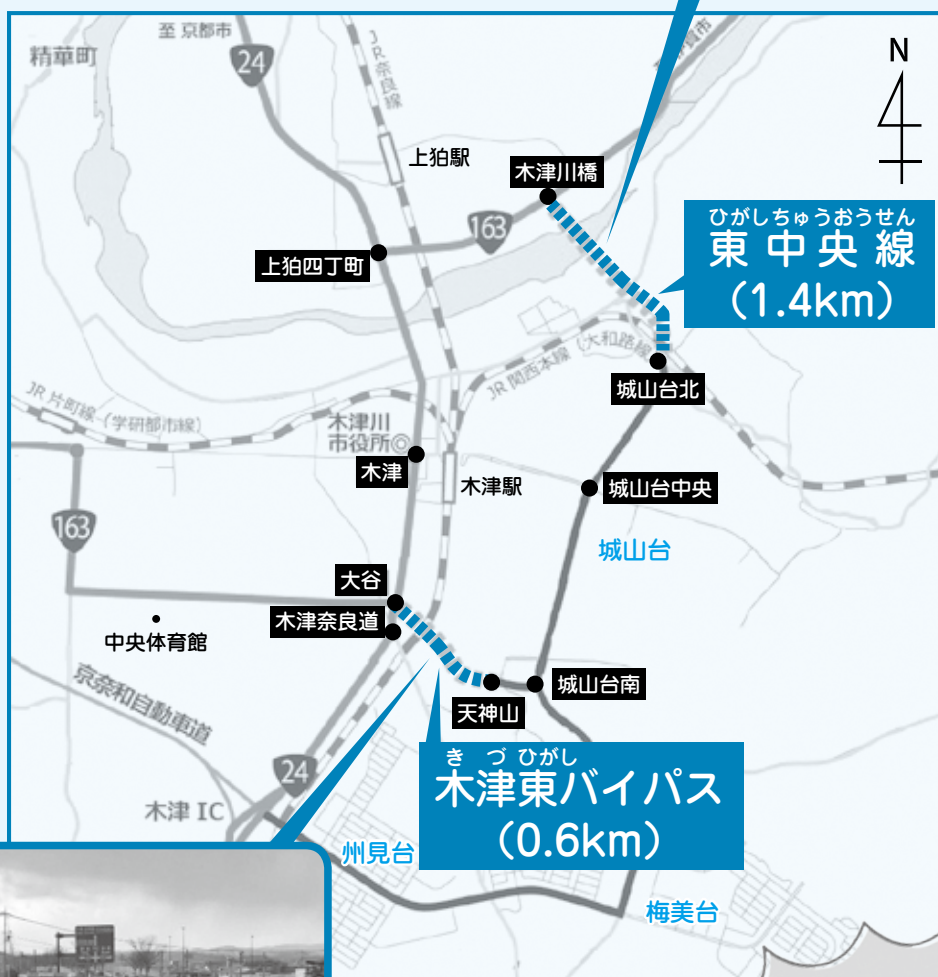 至 京都市
精華町
24
JR奈良線
N
上狛駅
木津川橋
163
上狛四丁町
ひがしちゅうおうせん
東中央線
(1.4km)
JR関西本線(大和路線)
城山台北
JR片町線(学研都市線)
木津川
市役所
木津
木津駅
城山台中央
163
城山台
大谷
木津奈良道
中央体育館
城山台南
天神山
京奈和自動車道
きづひがし
木津東バイパス
(0.6km)
24
木津IC
州見台
梅美台